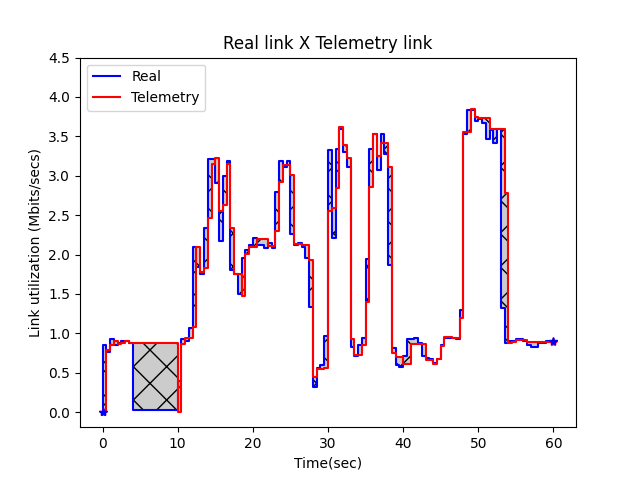 Real link X Telemetry link
Real
Telemetry
Link utilization (Mbits/secs)
4.5
4.0
3.5
3.0
2.5
2.0
1.5
1.0
0.5
0.0
0 10 20 30 40 50 60
Time(sec)